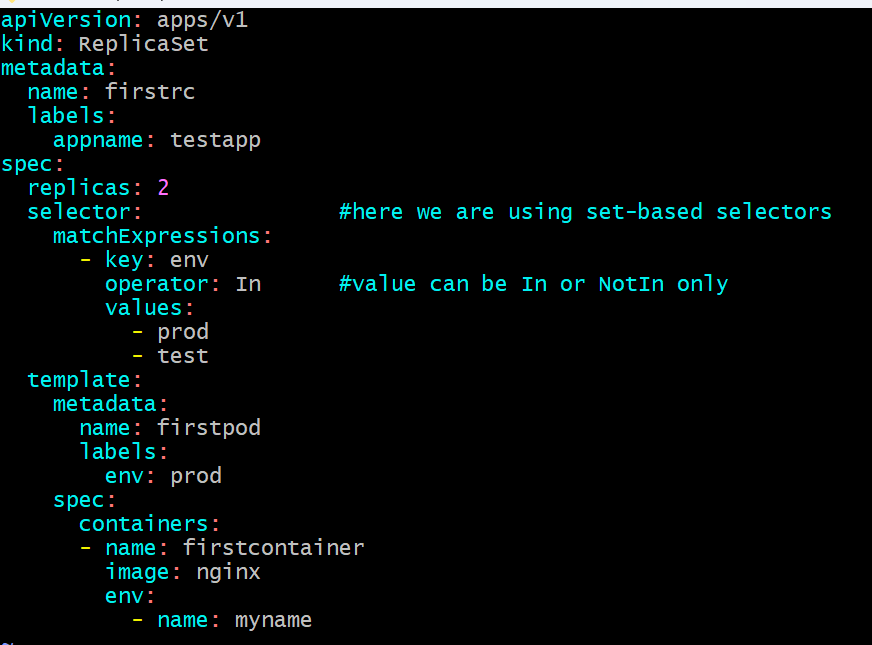 apiVersion: apps/v1
kind: ReplicaSet
metadata:
  name: firstrc
  labels:
    appname: testapp
spec:
  replicas: 2
  selector:               #here we are using set-based selectors
    matchExpressions:
      - key: env
        operator: In      #value can be In or NotIn only
        values:
          - prod
          - test
  template:
    metadata:
      name: firstpod
      labels:
        env: prod
    spec:
      containers:
      - name: firstcontainer
        image: nginx
        env:
          - name: myname